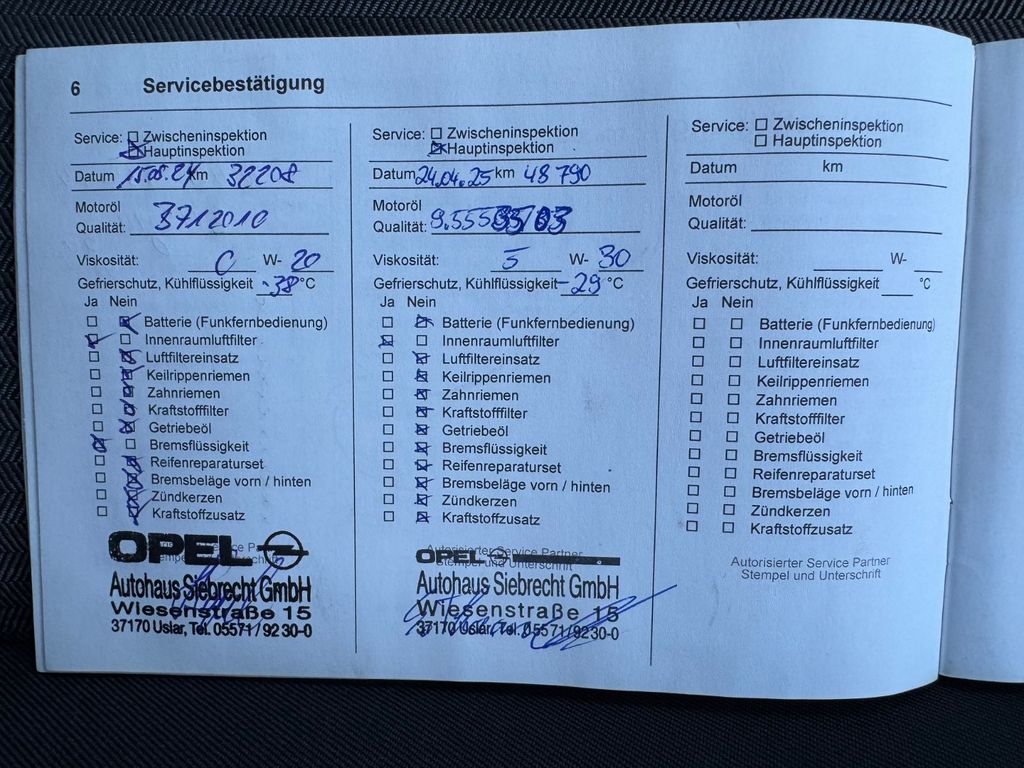 6 Servicebestätigung
Service: Zwischeninspektion
Hauptinspektion
Datum 15.08.24 km 32208
Motoröl
Qualität: 3712010
Viskosität: 0 W- 20
Gefrierschutz, Kühlflüssigkeit -38 °C
Ja Nein
Batterie (Funkfernbedienung)
Innenraumluftfilter
Luftfiltereinsatz
Keilrippenriemen
Zahnriemen
Kraftstofffilter
Getriebeöl
Bremsflüssigkeit
Reifenreparaturset
Bremsbeläge vorn / hinten
Zündkerzen
Kraftstoffzusatz
OPEL
Autohaus Siebrecht GmbH
Wiesenstraße 15
37170 Uslar, Tel. 05571 / 92 30-0
Service: Zwischeninspektion
Hauptinspektion
Datum 24.04.25 km 48790
Motoröl
Qualität: 9.55535/03
Viskosität: 5 W- 30
Gefrierschutz, Kühlflüssigkeit -29 °C
Ja Nein
Batterie (Funkfernbedienung)
Innenraumluftfilter
Luftfiltereinsatz
Keilrippenriemen
Zahnriemen
Kraftstofffilter
Getriebeöl
Bremsflüssigkeit
Reifenreparaturset
Bremsbeläge vorn / hinten
Zündkerzen
Kraftstoffzusatz
Autorisierter Service Partner
Stempel und Unterschrift
OPEL
Autohaus Siebrecht GmbH
Wiesenstraße 15
37170 Uslar, Tel. 05571/9230-0
Service: Zwischeninspektion
Hauptinspektion
Datum km
Motoröl
Qualität:
Viskosität: W-
Gefrierschutz, Kühlflüssigkeit °C
Ja Nein
Batterie (Funkfernbedienung)
Innenraumluftfilter
Luftfiltereinsatz
Keilrippenriemen
Zahnriemen
Kraftstofffilter
Getriebeöl
Bremsflüssigkeit
Reifenreparaturset
Bremsbeläge vorn / hinten
Zündkerzen
Kraftstoffzusatz
Autorisierter Service Partner
Stempel und Unterschrift